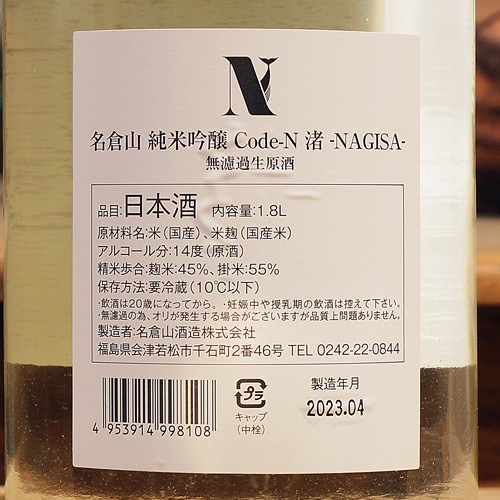 N
名倉山 純米吟醸 Code-N 渚 -NAGISA-
無濾過生原酒
品目:日本酒 内容量:1.8L
原材料名:米(国産)、米麹(国産米)
アルコール分:14度(原酒)
精米歩合:麹米:45%、掛米:55%
保存方法:要冷蔵(10℃以下)
・飲酒は20歳になってから。・妊娠中や授乳期の飲酒は控えて下さい。
・無濾過の為、オリが発生する場合がございますが品質上問題ありません。
製造者:名倉山酒造株式会社
福島県会津若松市千石町2番46号 TEL 0242-22-0844
4 953914 998108
プラ
キャップ
(中栓)
製造年月
2023.04